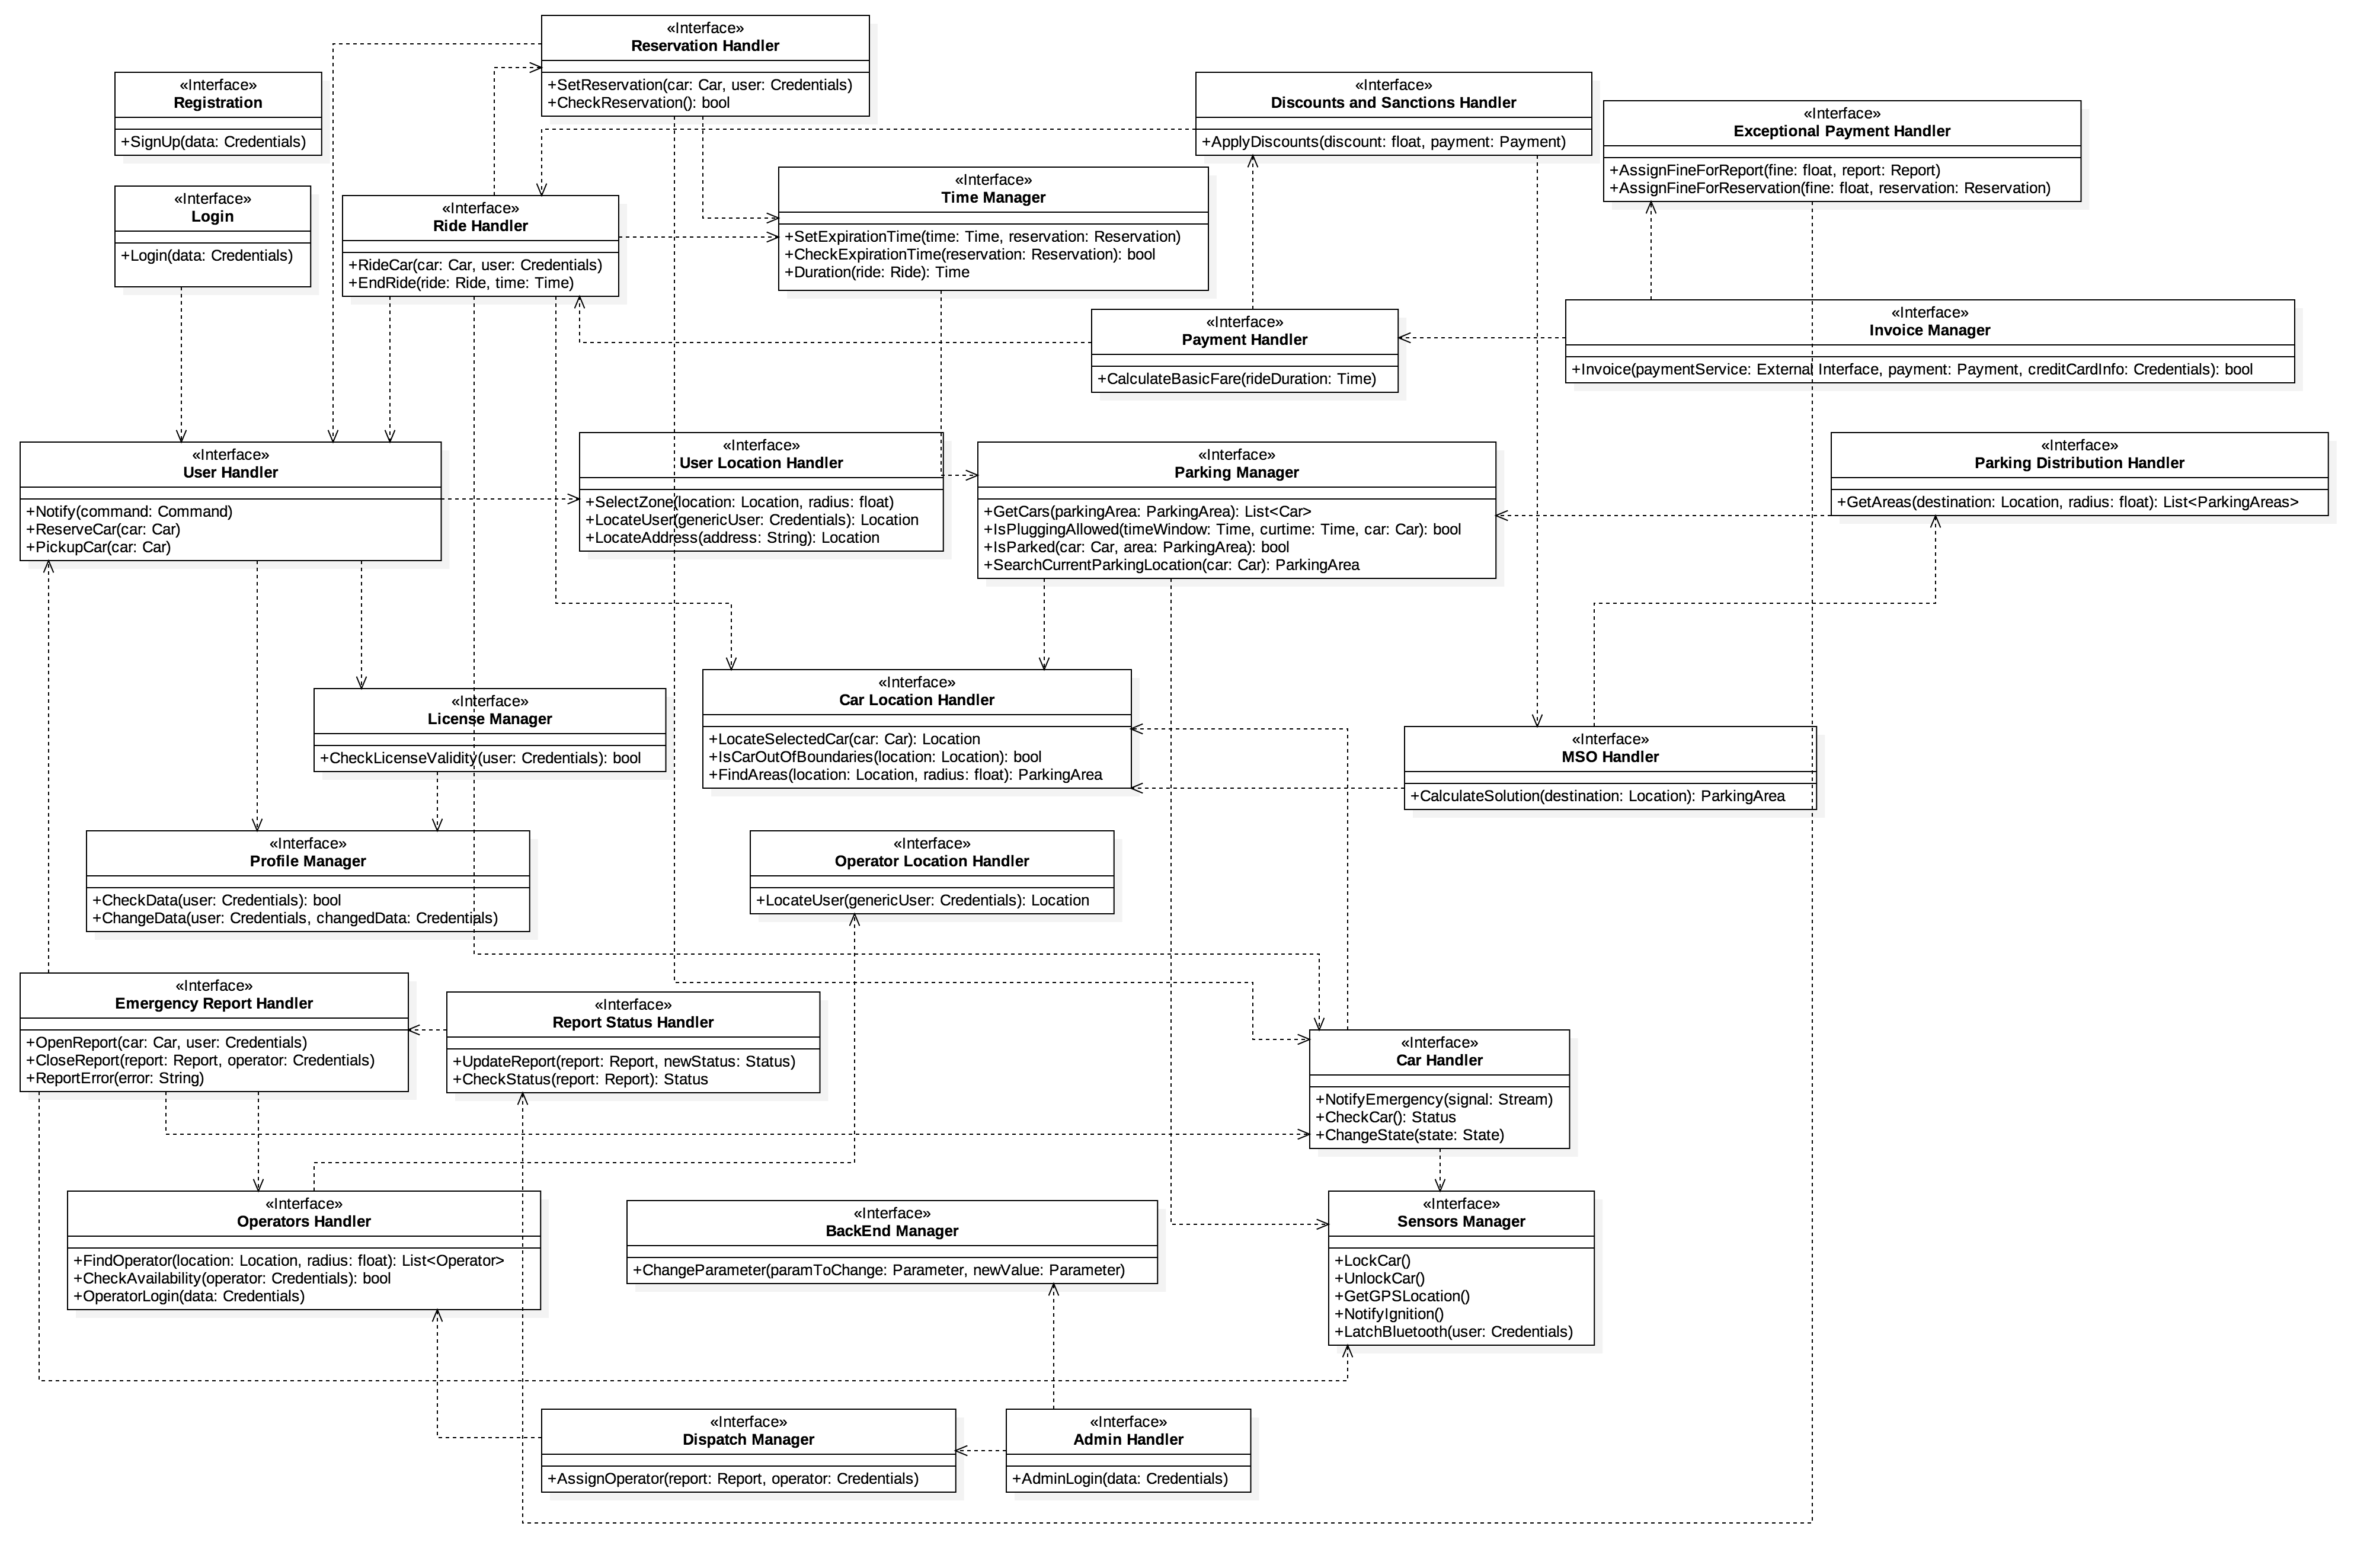 «Interface»
Reservation Handler
+SetReservation(car: Car, user: Credentials)
+CheckReservation(): bool
«Interface»
Registration
+SignUp(data: Credentials)
«Interface»
Discounts and Sanctions Handler
+ApplyDiscounts(discount: float, payment: Payment)
«Interface»
Exceptional Payment Handler
+AssignFineForReport(fine: float, report: Report)
+AssignFineForReservation(fine: float, reservation: Reservation)
«Interface»
Login
+Login(data: Credentials)
«Interface»
Ride Handler
+RideCar(car: Car, user: Credentials)
+EndRide(ride: Ride, time: Time)
«Interface»
Time Manager
+SetExpirationTime(time: Time, reservation: Reservation)
+CheckExpirationTime(reservation: Reservation): bool
+Duration(ride: Ride): Time
«Interface»
Payment Handler
+CalculateBasicFare(rideDuration: Time)
«Interface»
Invoice Manager
+Invoice(paymentService: External Interface, payment: Payment, creditCardInfo: Credentials): bool
«Interface»
User Handler
+Notify(command: Command)
+ReserveCar(car: Car)
+PickupCar(car: Car)
«Interface»
User Location Handler
+SelectZone(location: Location, radius: float)
+LocateUser(genericUser: Credentials): Location
+LocateAddress(address: String): Location
«Interface»
Parking Manager
+GetCars(parkingArea: ParkingArea): List<Car>
+IsPluggingAllowed(timeWindow: Time, curtime: Time, car: Car): bool
+IsParked(car: Car, area: ParkingArea): bool
+SearchCurrentParkingLocation(car: Car): ParkingArea
«Interface»
Parking Distribution Handler
+GetAreas(destination: Location, radius: float): List<ParkingAreas>
«Interface»
License Manager
+CheckLicenseValidity(user: Credentials): bool
«Interface»
Car Location Handler
+LocateSelectedCar(car: Car): Location
+IsCarOutOfBoundaries(location: Location): bool
+FindAreas(location: Location, radius: float): ParkingArea
«Interface»
MSO Handler
+CalculateSolution(destination: Location): ParkingArea
«Interface»
Profile Manager
+CheckData(user: Credentials): bool
+ChangeData(user: Credentials, changedData: Credentials)
«Interface»
Operator Location Handler
+LocateUser(genericUser: Credentials): Location
«Interface»
Emergency Report Handler
+OpenReport(car: Car, user: Credentials)
+CloseReport(report: Report, operator: Credentials)
+ReportError(error: String)
«Interface»
Report Status Handler
+UpdateReport(report: Report, newStatus: Status)
+CheckStatus(report: Report): Status
«Interface»
Car Handler
+NotifyEmergency(signal: Stream)
+CheckCar(): Status
+ChangeState(state: State)
«Interface»
Operators Handler
+FindOperator(location: Location, radius: float): List<Operator>
+CheckAvailability(operator: Credentials): bool
+OperatorLogin(data: Credentials)
«Interface»
BackEnd Manager
+ChangeParameter(paramToChange: Parameter, newValue: Parameter)
«Interface»
Sensors Manager
+LockCar()
+UnlockCar()
+GetGPSLocation()
+NotifyIgnition()
+LatchBluetooth(user: Credentials)
«Interface»
Dispatch Manager
+AssignOperator(report: Report, operator: Credentials)
«Interface»
Admin Handler
+AdminLogin(data: Credentials)